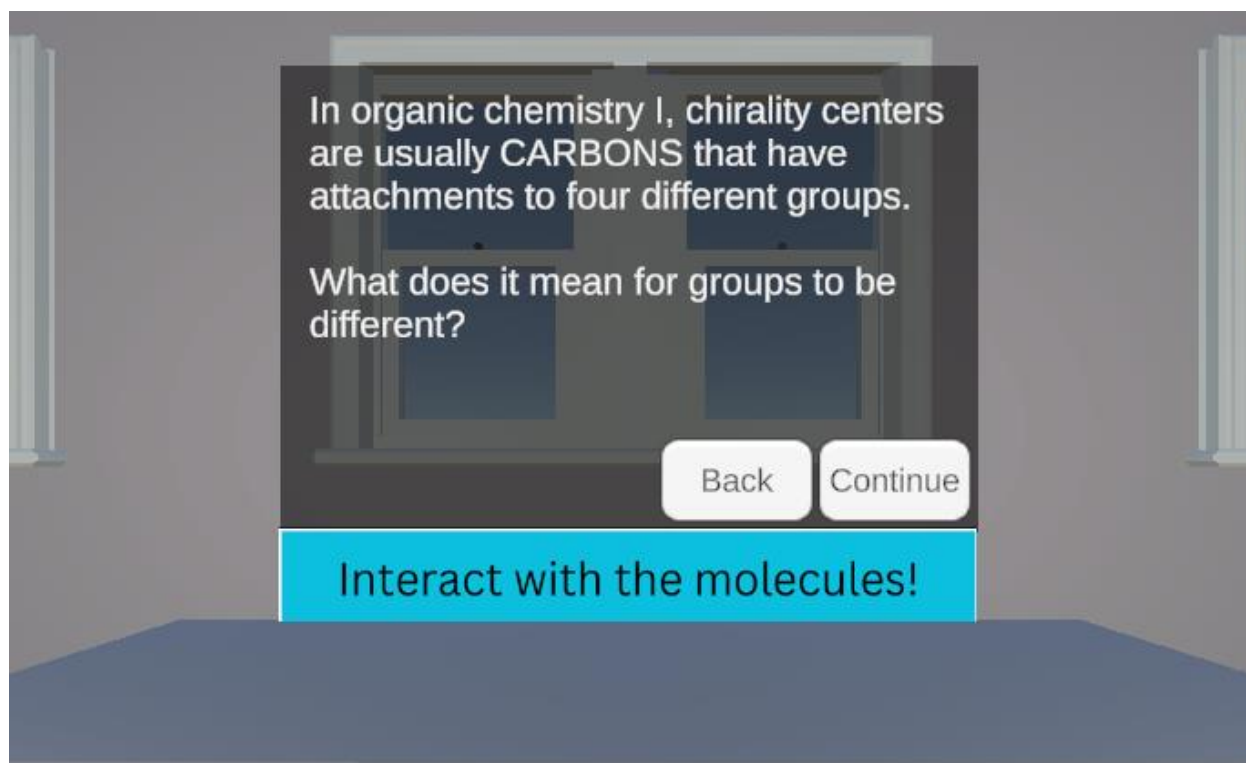 In organic chemistry I, chirality centers
are usually CARBONS that have
attachments to four different groups.
What does it mean for groups to be
different?
Back
Continue
Interact with the molecules!